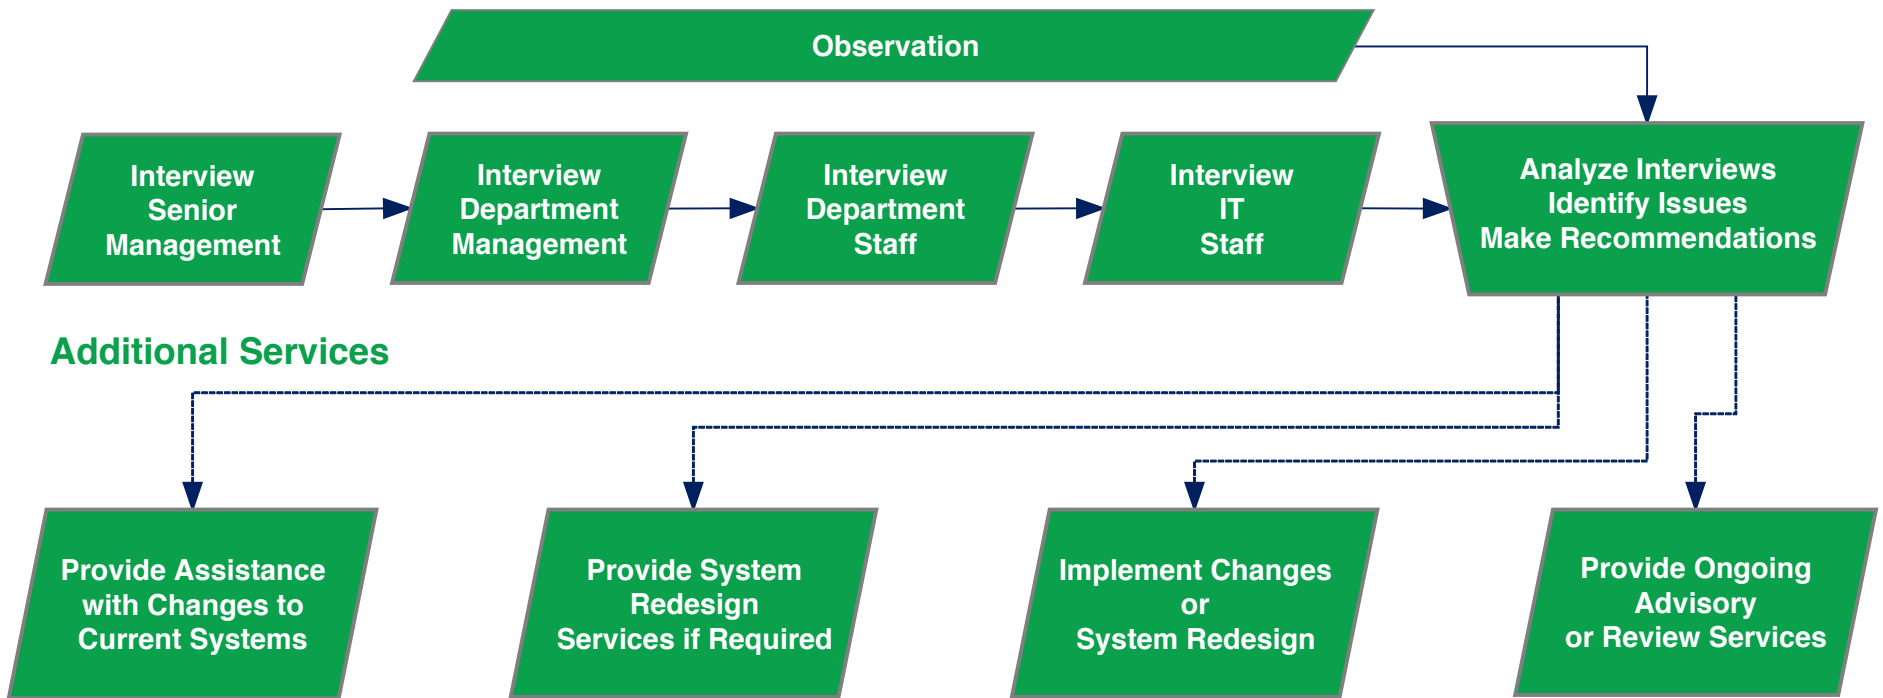 Observation
Interview
Senior
Management
Interview
Department
Management
Interview
Department
Staff
Interview
IT
Staff
Analyze Interviews
Identify Issues
Make Recommendations
Additional Services
Provide Assistance
with Changes to
Current Systems
Provide System
Redesign
Services if Required
Implement Changes
or
System Redesign
Provide Ongoing
Advisory
or Review Services